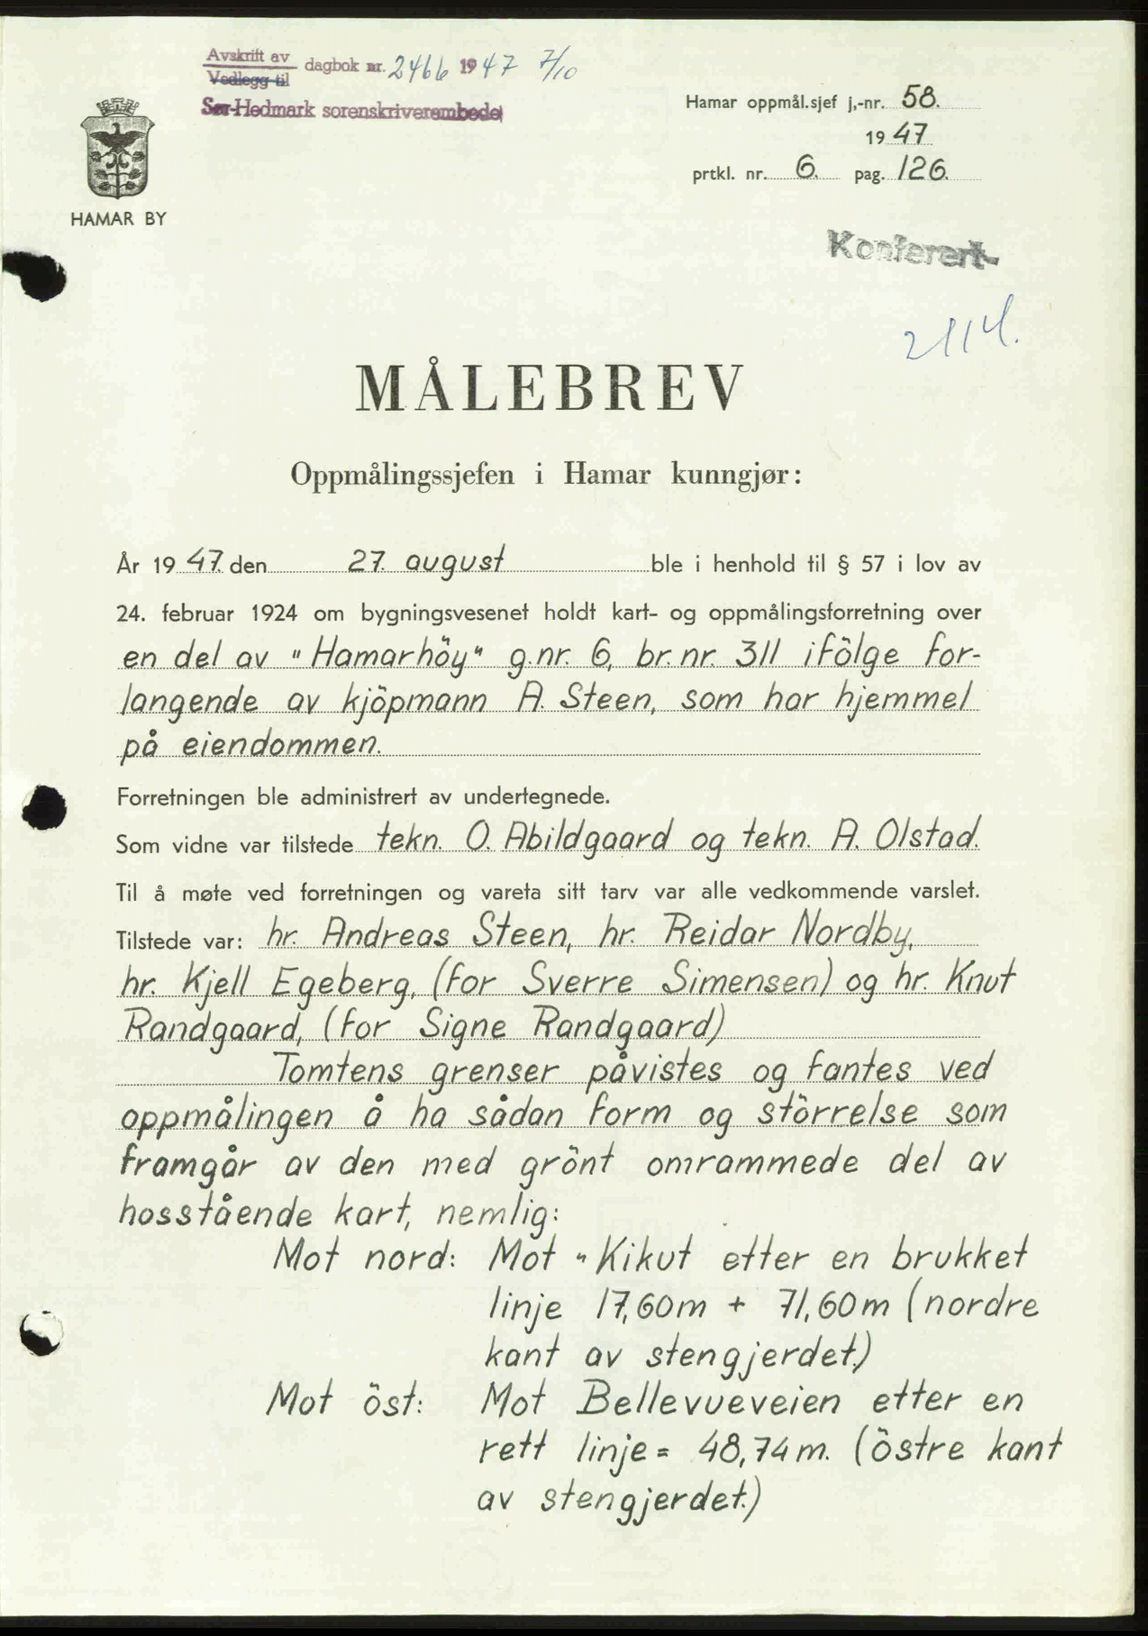 Avskrift av
Vedlegg til
dagbok nr. 2466 1947 7/10
Sør-Hedmark sorenskriverembede
Hamar oppmål.sjef j,-nr. 58.
1947
prtkl. nr. 6. pag. 126.
HAMAR BY
Konferert
2114.
MÅLEBREV
Oppmålingssjefen i Hamar kunngjør:
År 1947. den 27. august ble i henhold til § 57 i lov av
24. februar 1924 om bygningsvesenet holdt kart- og oppmålingsforretning over
en del av "Hamarhöy" g.nr. 6, br. nr. 311 ifölge for-
langende av kjöpmann A. Steen, som har hjemmel
på eiendommen.
Forretningen ble administrert av undertegnede.
Som vidne var tilstede tekn. O. Abildgaard og tekn. A. Olstad.
Til å møte ved forretningen og vareta sitt tarv var alle vedkommende varslet.
Tilstede var: hr. Andreas Steen, hr. Reidar Nordby,
hr. Kjell Egeberg, (for Sverre Simensen) og hr. Knut
Randgaard, (for Signe Randgaard)
Tomtens grenser påvistes og fantes ved
oppmålingen å ha sådan form og störrelse som
framgår av den med grönt omrammede del av
hosstående kart, nemlig:
Mot nord: Mot "Kikut etter en brukket
linje 17,60m + 71,60m (nordre
kant av stengjerdet.)
Mot öst: Mot Bellevueveien etter en
rett linje = 48,74m. (östre kant
av stengjerdet.)